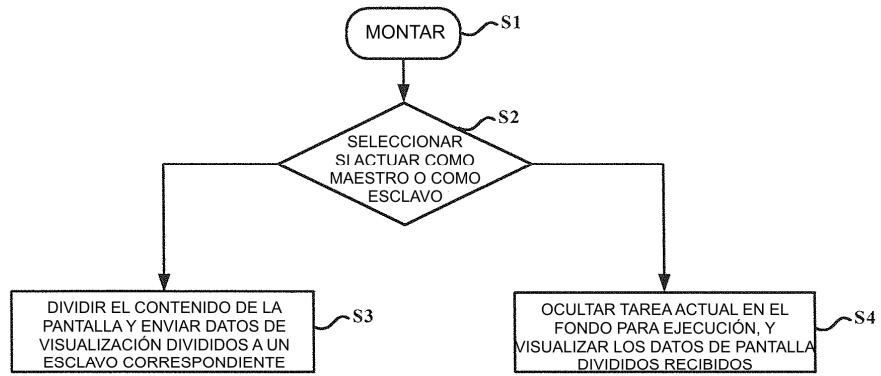 MONTAR
S1
S2
SELECCIONAR
SI ACTUAR COMO
MAESTRO O COMO
ESCLAVO
DIVIDIR EL CONTENIDO DE LA
PANTALLA Y ENVIAR DATOS DE
VISUALIZACIÓN DIVIDIDOS A UN
ESCLAVO CORRESPONDIENTE
S3
OCULTAR TAREA ACTUAL EN EL
FONDO PARA EJECUCIÓN, Y
VISUALIZAR LOS DATOS DE PANTALLA
DIVIDIDOS RECIBIDOS
S4